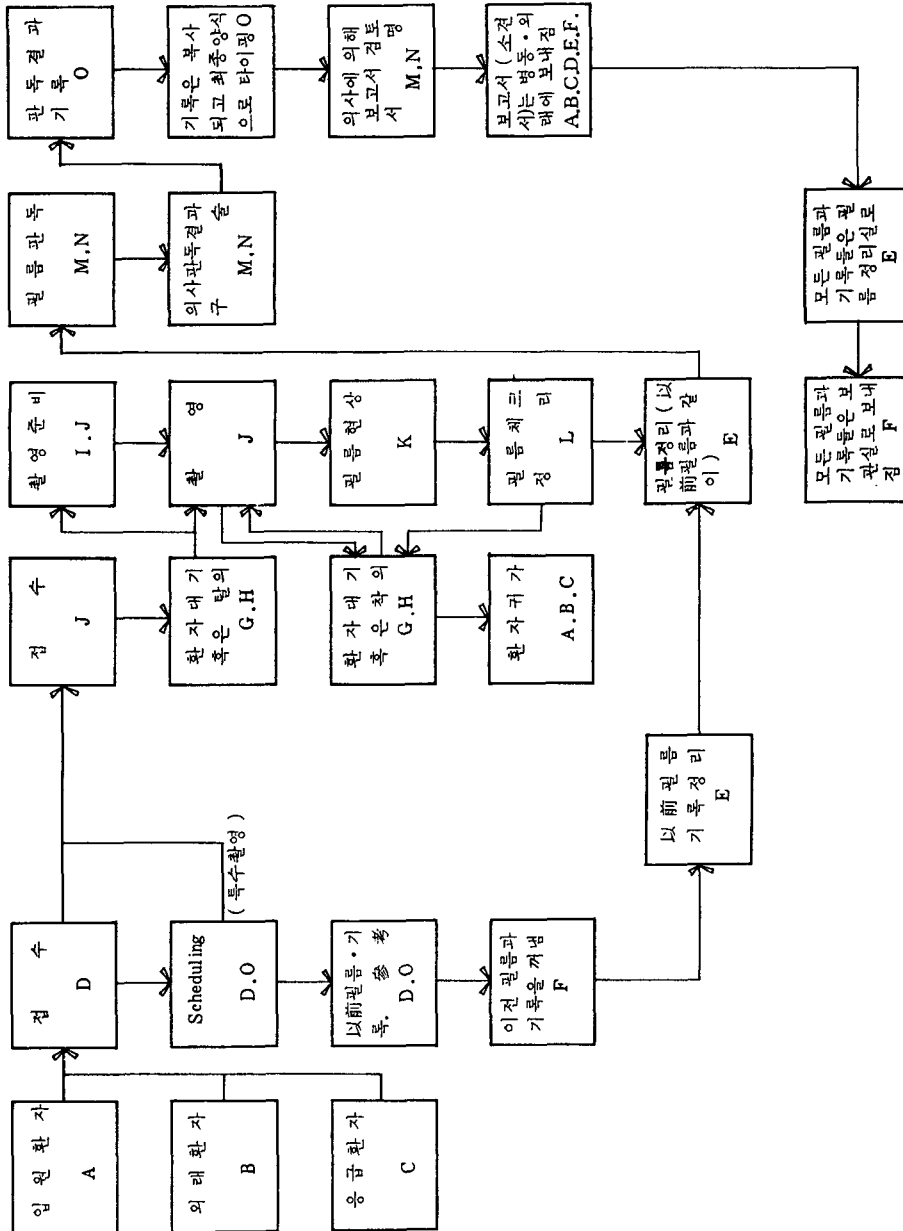 입 원 환 자
A
외 래 환 자
B
응 급 환 자
C
접 수
D
Scheduling
D.O
(특수촬영)
以前필름•기
록. 參 考
D.O
이전 필름과
기록을 꺼냄
F
以前 필 름
기 록 정 리
E
접 수
J
환 자 대 기
혹은 탈의
G.H
환 자 대 기
혹 은 착 의
G.H
환 자 귀 가
A.B.C
촬 영 준 비
I.J
촬 영
J
필 름 현 상
K
필 름 체 크
정 리
L
필름정리(以
前필름과 같
이)
E
필 름 판 독
M,N
의사판독결과
구 술
M,N
판 독 결 과
기 록
O
기록은 복사
되고 최종양식
으로 타이핑O
의사에 의해
보고서 검토
서 명
M,N
보고서(소견
서)는 병동•외
래에 보내짐
A.B.C.D.E.F.
모든 필름과
기록들은 필
름 정리실로
E
모든 필름과
기록들은 보
관실로 보내
짐 F